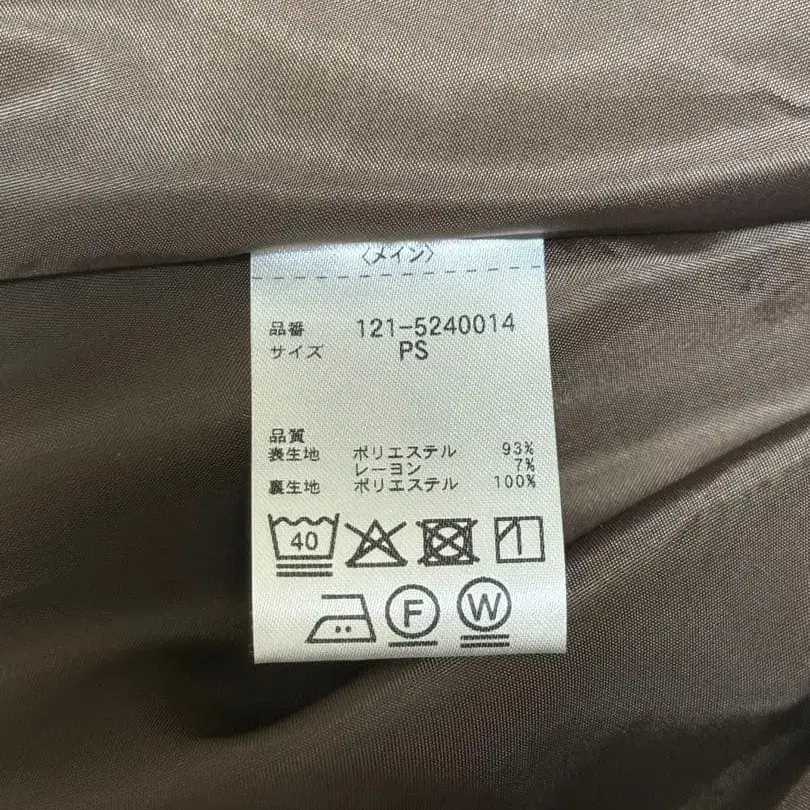 〈メイン〉
品番 121-5240014
サイズ PS
品質
表生地 ポリエステル 93%
レーヨン 7%
裏生地 ポリエステル 100%
40
F W